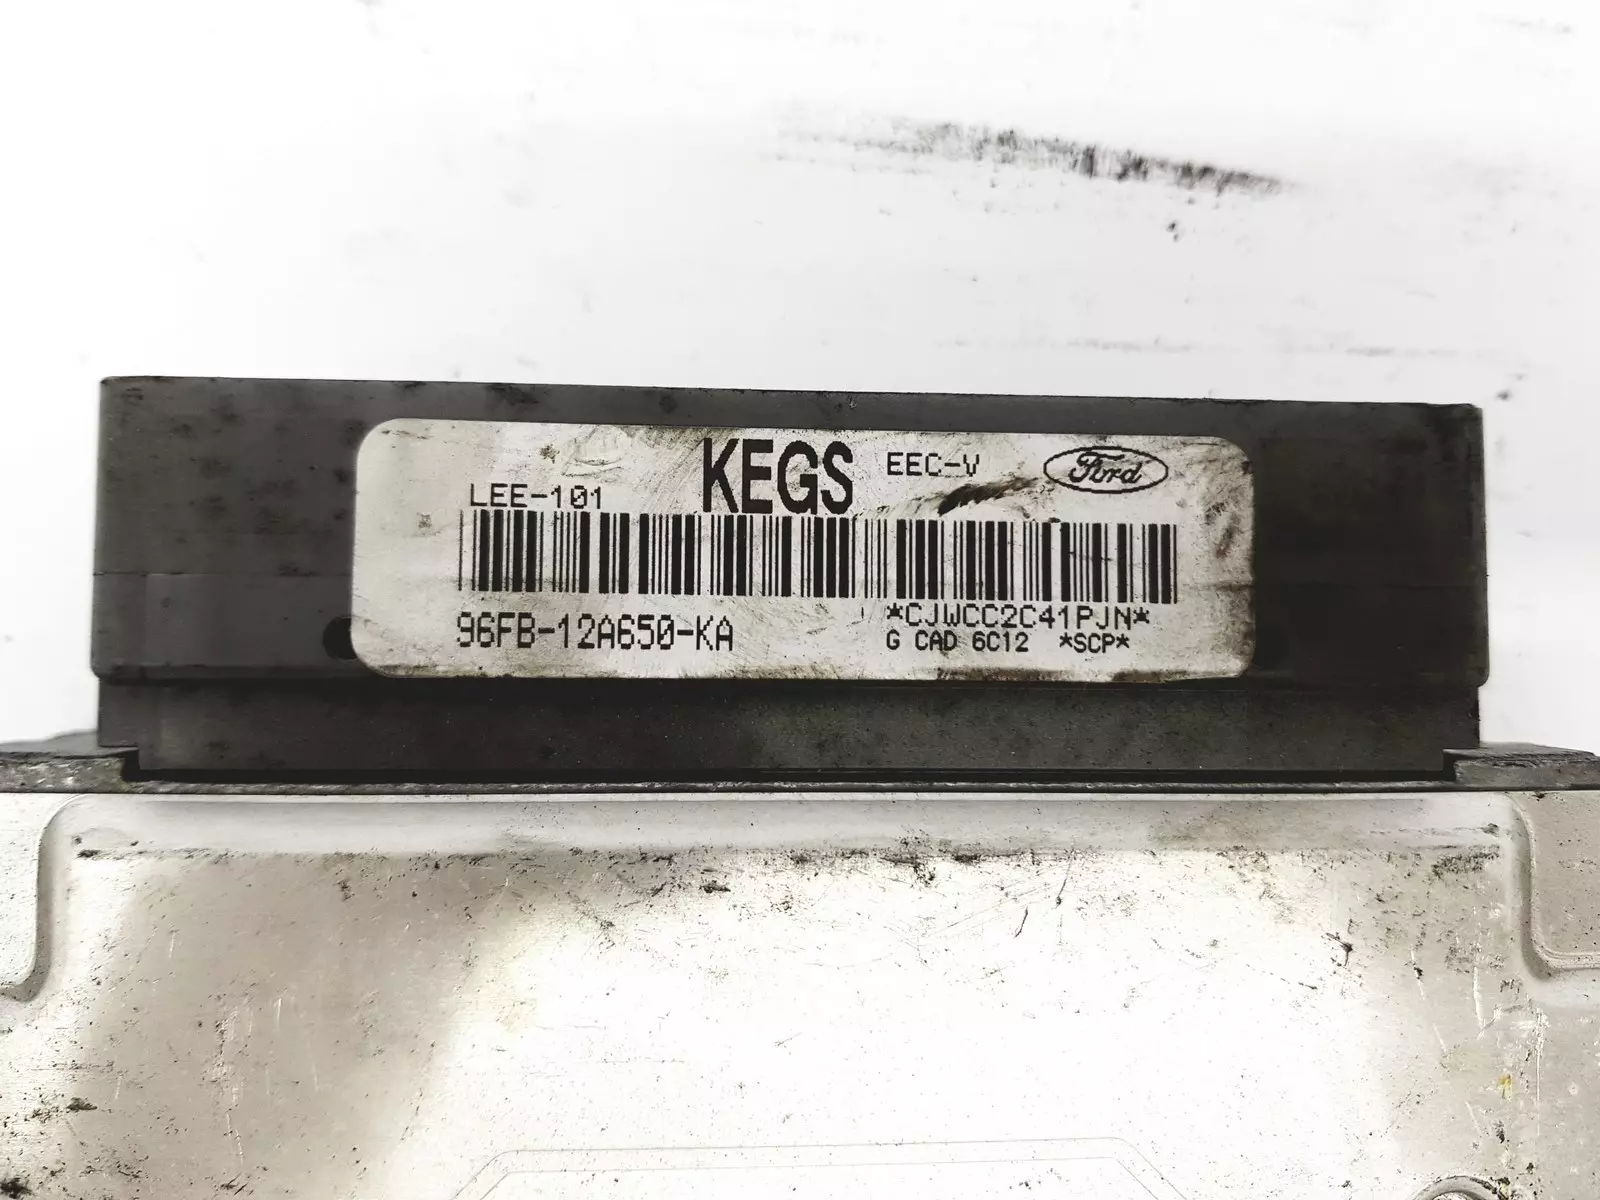 KEGS EEC-V Ford
LEE-101
96FB-12A650-KA
*CJWCC2C41PJN*
G CAD 6C12 *SCP*